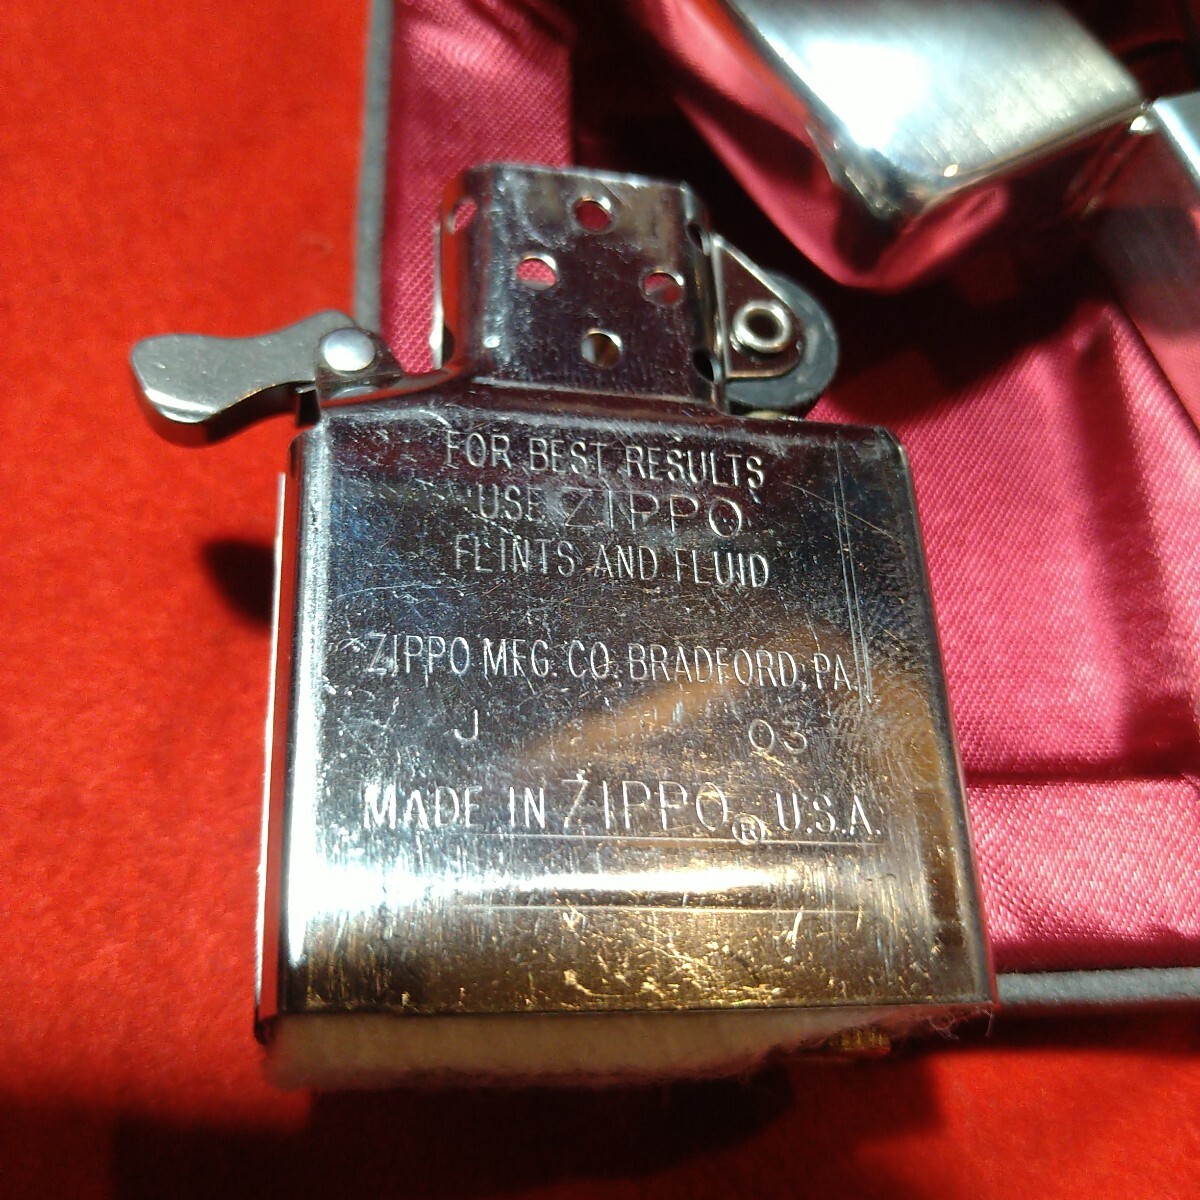 FOR BEST RESULTS
USE ZIPPO
FLINTS AND FLUID
ZIPPO MFG. CO. BRADFORD, PA.
J 03
MADE IN ZIPPO® U.S.A.